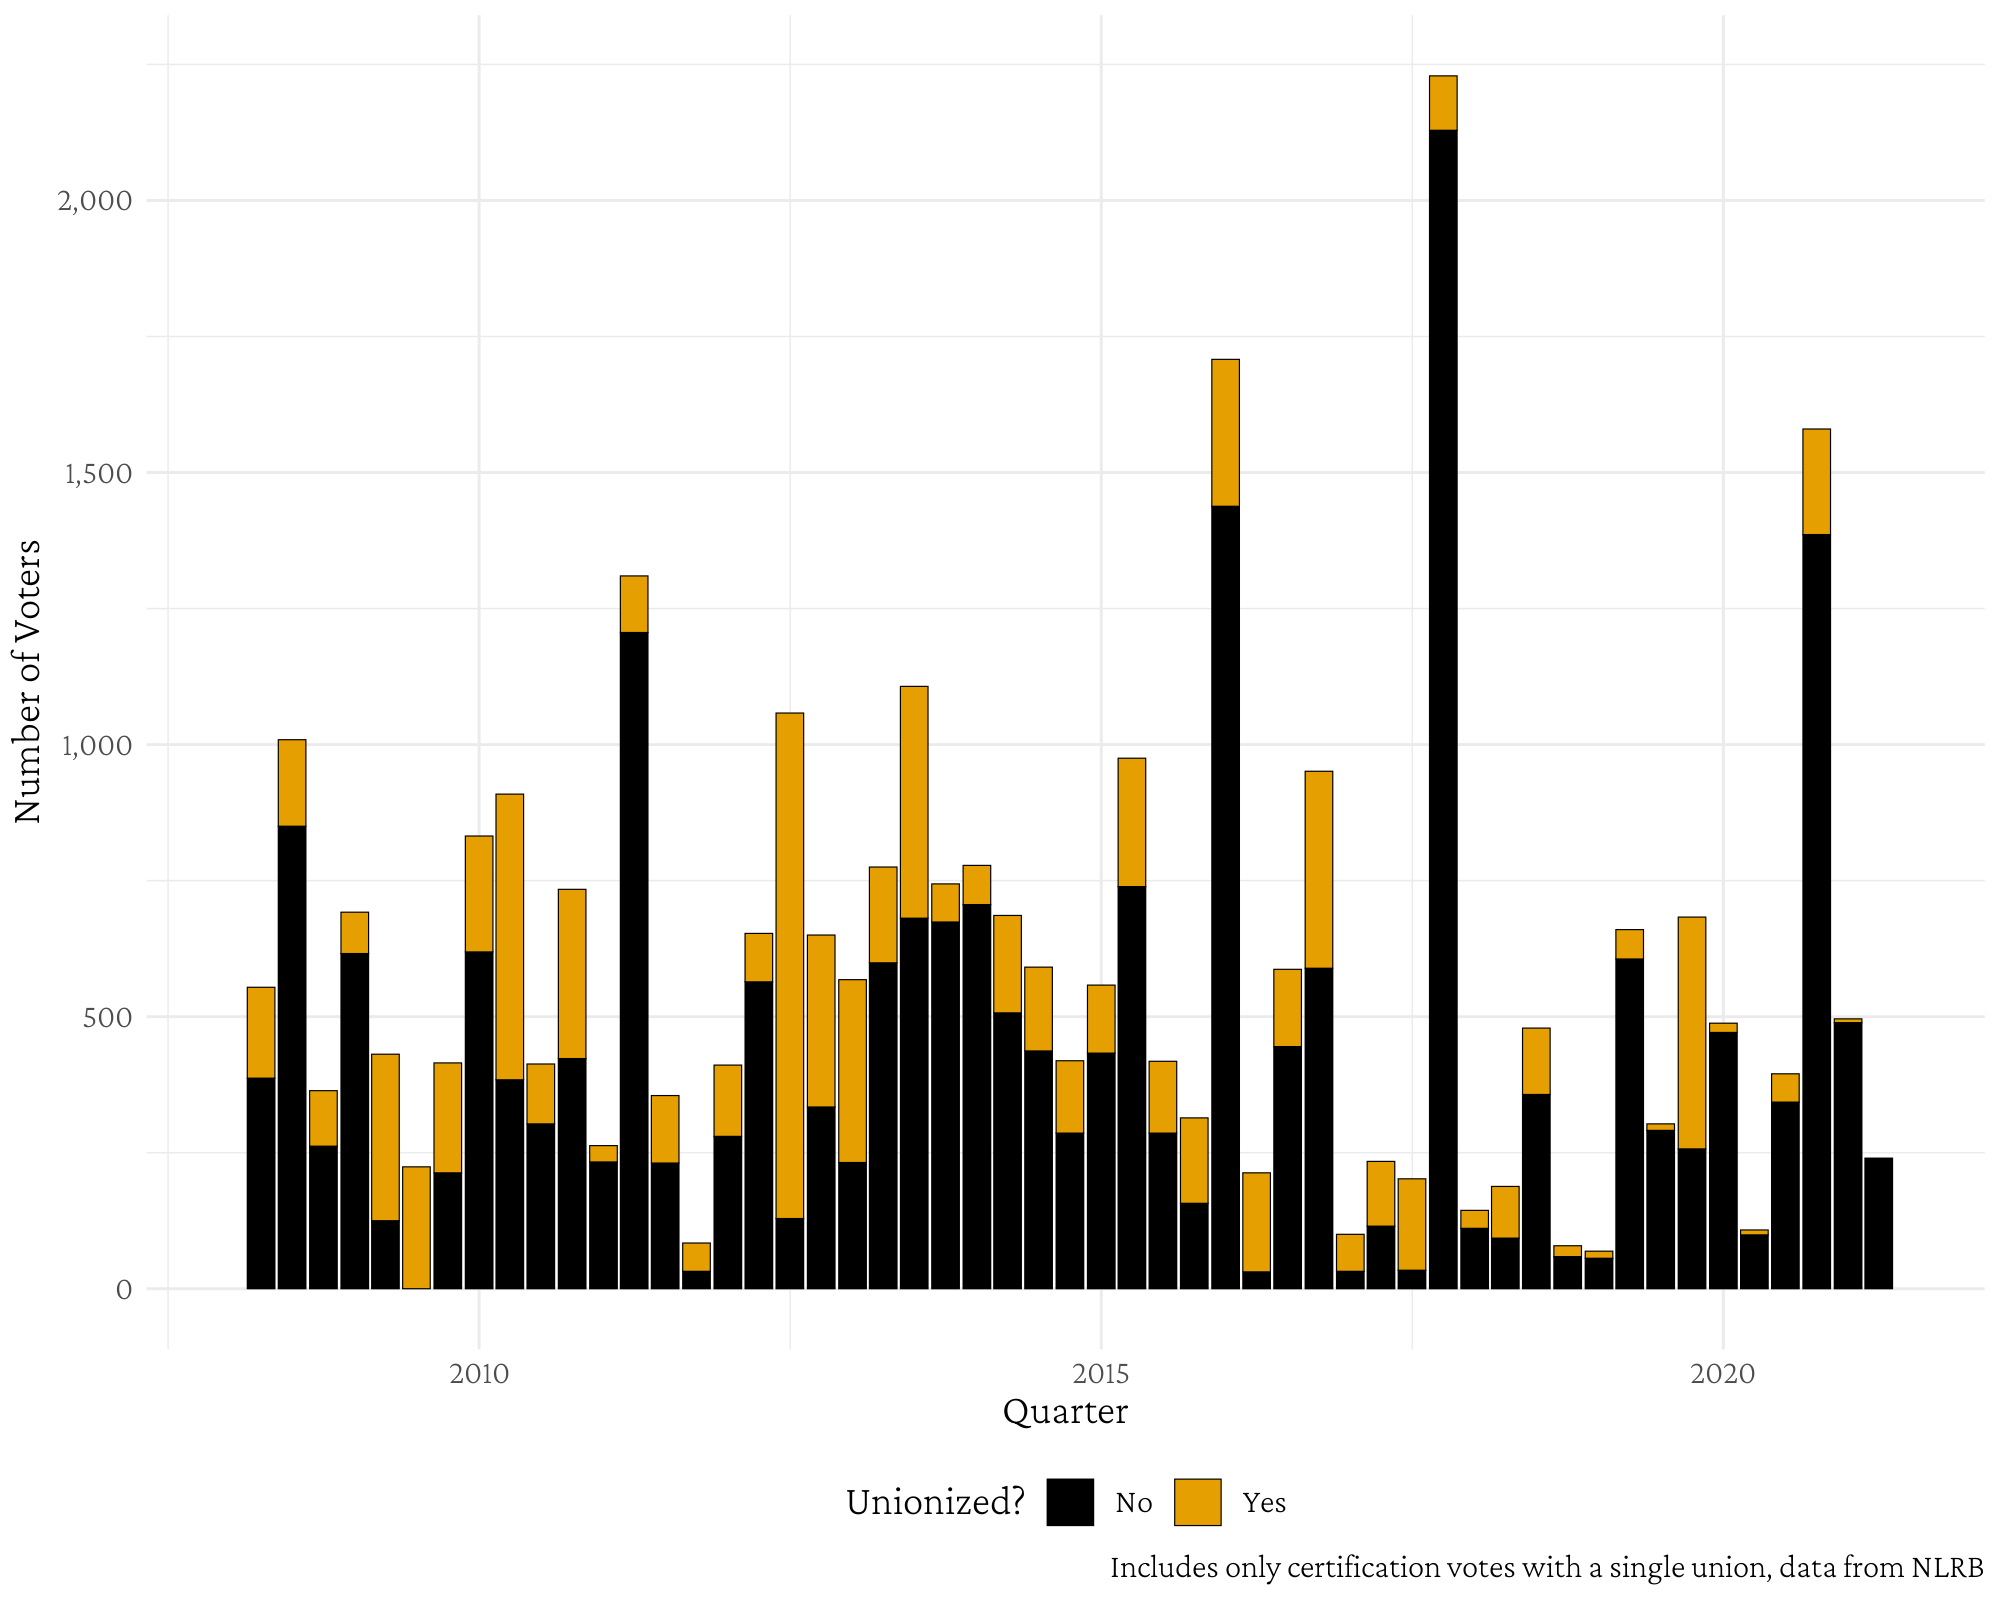 Number of Voters
2,000
1,500
1,000
500
0
2010 2015 2020
Quarter
Unionized? No Yes
Includes only certification votes with a single union, data from NLRB